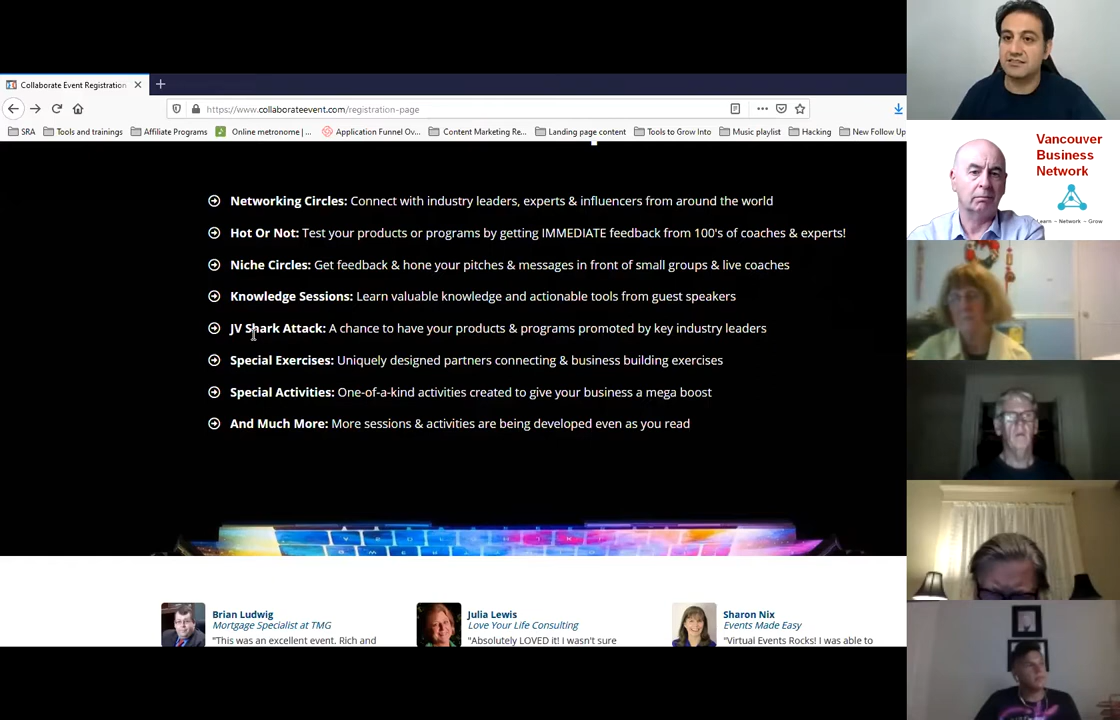 Collaborate Event Registration
https://www.collaborateevent.com/registration-page
SRA
Tools and trainings
Affiliate Programs
Online metronome | ...
Application Funnel Ov...
Content Marketing Re...
Landing page content
Tools to Grow Into
Music playlist
Hacking
New Follow Up
Networking Circles: Connect with industry leaders, experts & influencers from around the world
Hot Or Not: Test your products or programs by getting IMMEDIATE feedback from 100's of coaches & experts!
Niche Circles: Get feedback & hone your pitches & messages in front of small groups & live coaches
Knowledge Sessions: Learn valuable knowledge and actionable tools from guest speakers
JV Shark Attack: A chance to have your products & programs promoted by key industry leaders
Special Exercises: Uniquely designed partners connecting & business building exercises
Special Activities: One-of-a-kind activities created to give your business a mega boost
And Much More: More sessions & activities are being developed even as you read
Brian Ludwig
Mortgage Specialist at TMG
"This was an excellent event. Rich and
Julia Lewis
Love Your Life Consulting
"Absolutely LOVED it! I wasn't sure
Sharon Nix
Events Made Easy
"Virtual Events Rocks! I was able to
Vancouver
Business
Network
Learn – Network – Grow